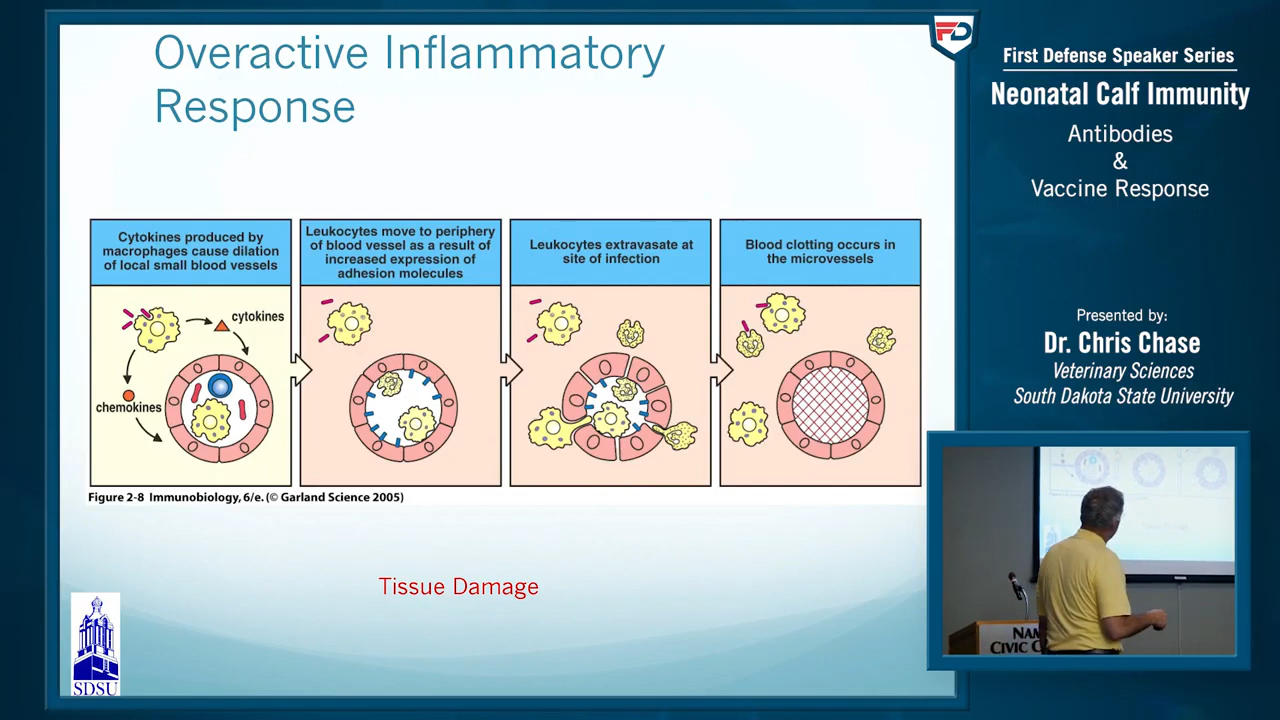 Overactive Inflammatory
Response
Cytokines produced by
macrophages cause dilation
of local small blood vessels
Leukocytes move to periphery
of blood vessel as a result of
increased expression of
adhesion molecules
Leukocytes extravasate at
site of infection
Blood clotting occurs in
the microvessels
cytokines
chemokines
Figure 2-8 Immunobiology, 6/e. (© Garland Science 2005)
Tissue Damage
SDSU
FD
First Defense Speaker Series
Neonatal Calf Immunity
Antibodies
&
Vaccine Response
Presented by:
Dr. Chris Chase
Veterinary Sciences
South Dakota State University
CIVIC